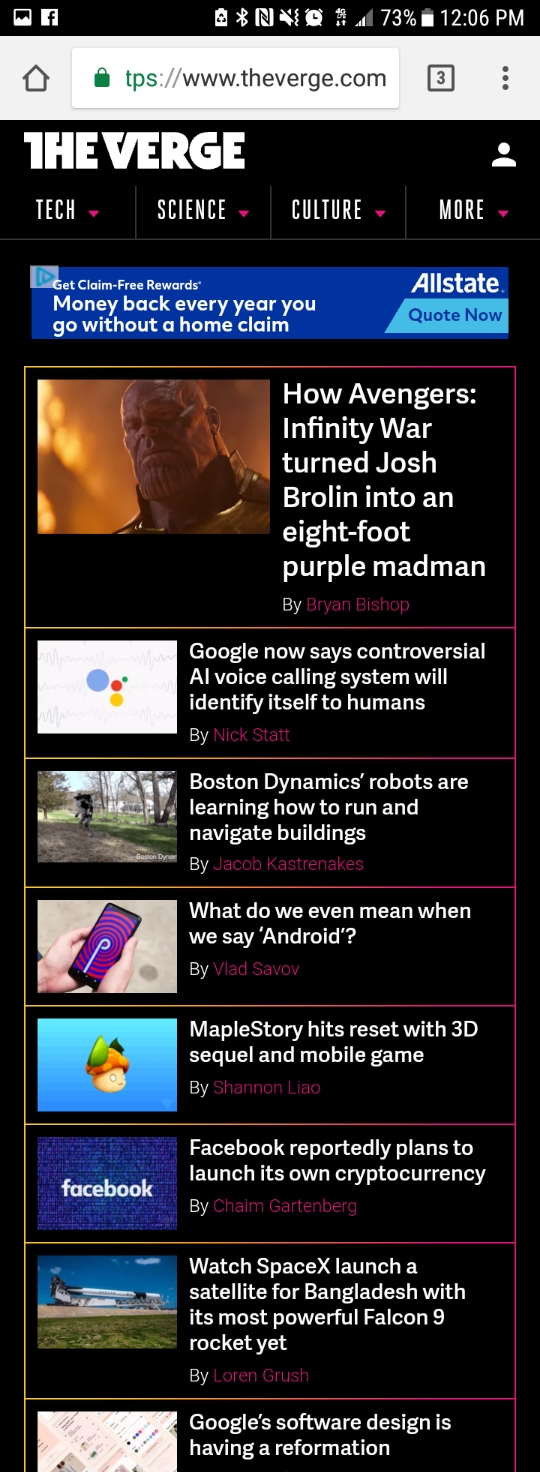 73% 12:06 PM
tps://www.theverge.com
3
THE VERGE
TECH
SCIENCE
CULTURE
MORE
Get Claim-Free Rewards*
Money back every year you
go without a home claim
Allstate.
Quote Now
How Avengers:
Infinity War
turned Josh
Brolin into an
eight-foot
purple madman
By Bryan Bishop
Google now says controversial
AI voice calling system will
identify itself to humans
By Nick Statt
Boston Dynamics’ robots are
learning how to run and
navigate buildings
By Jacob Kastrenakes
Boston Dynam
What do we even mean when
we say ‘Android’?
By Vlad Savov
MapleStory hits reset with 3D
sequel and mobile game
By Shannon Liao
facebook
Facebook reportedly plans to
launch its own cryptocurrency
By Chaim Gartenberg
Watch SpaceX launch a
satellite for Bangladesh with
its most powerful Falcon 9
rocket yet
By Loren Grush
Google’s software design is
having a reformation